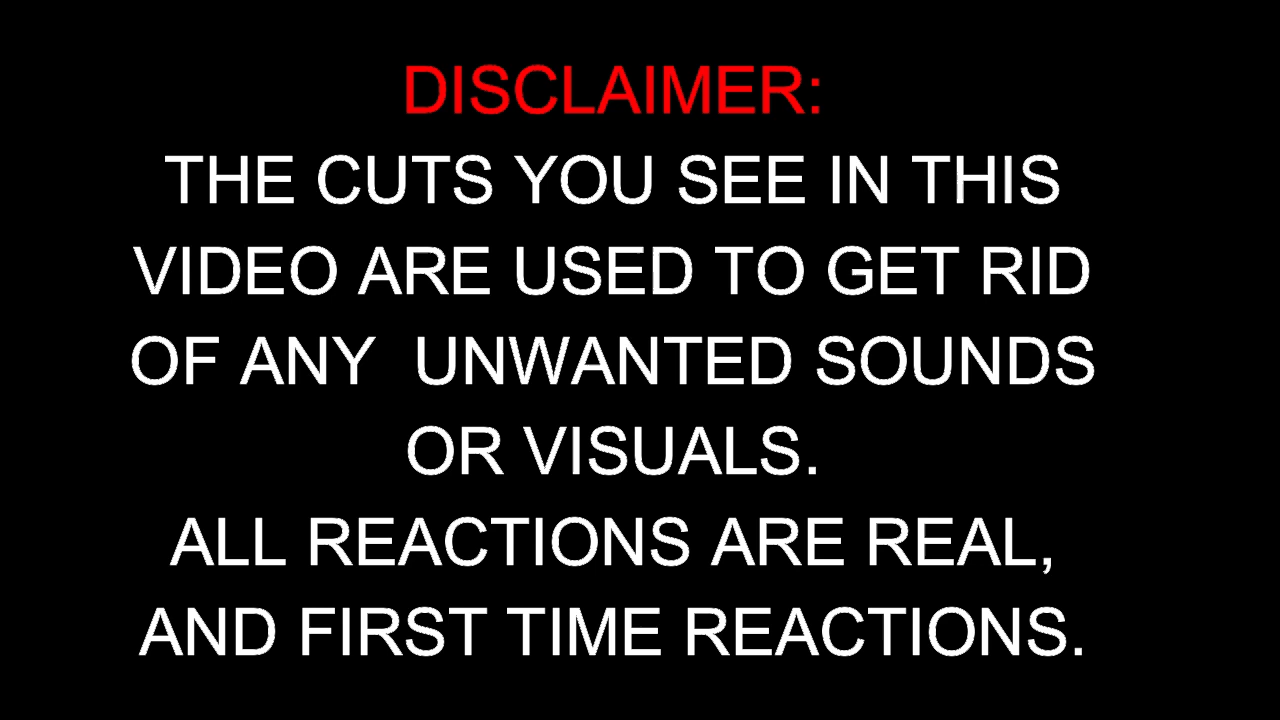 DISCLAIMER:
THE CUTS YOU SEE IN THIS
VIDEO ARE USED TO GET RID
OF ANY  UNWANTED SOUNDS
OR VISUALS.
ALL REACTIONS ARE REAL,
AND FIRST TIME REACTIONS.